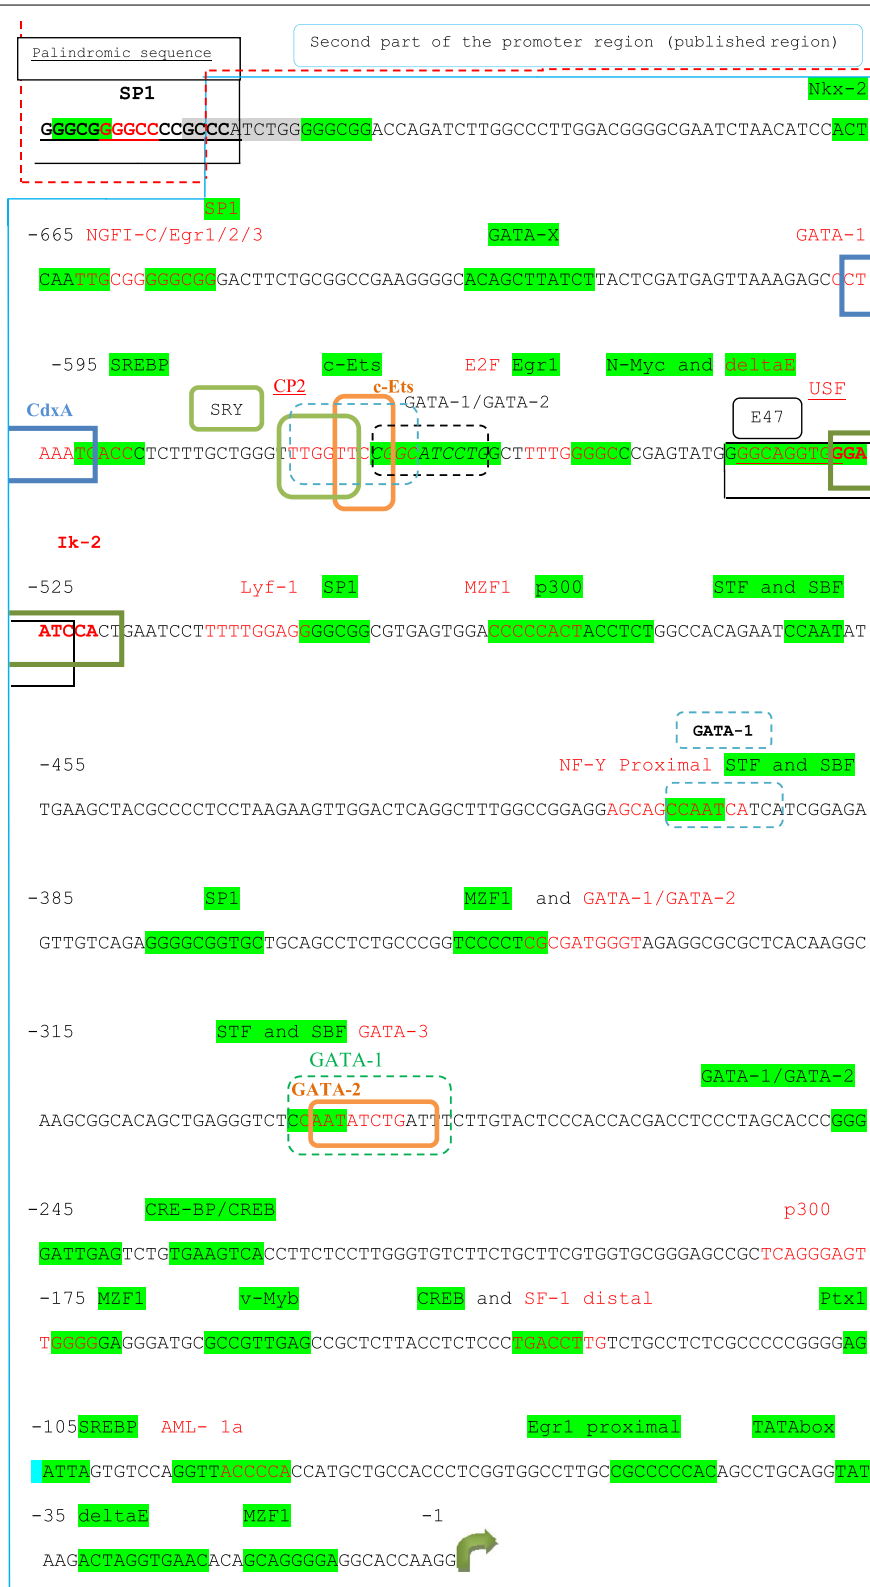 Palindromic sequence
Second part of the promoter region (published region)
SP1
Nkx-2
GGGCGGGGCCCCGCCCATCTGGGGGCGGACCAGATCTTGGCCCTTGGACGGGGCGAATCTAACATCCACT
SP1
-665 NGFI-C/Egr1/2/3 GATA-X GATA-1
CAATTGCGGGGGCGGGACTTCTGCGGCCGAAGGGGCACAGCTTATCTTACTCGATGAGTTAAAGAGCCCT
-595 SREBP c-Ets E2F Egr1 N-Myc and deltaE
CdxA SRY CP2 c-Ets GATA-1/GATA-2 E47 USF
AAATCACCCTCTTTGCTGGGTTTGGTTCCGGCATCCTGGCTTTTGGGGCCCGAGTATGGGGCAGGTGGGA
Ik-2
-525 Lyf-1 SP1 MZF1 p300 STF and SBF
ATCCACTGAATCCTTTTTGGAGGGGCGGCGTGAGTGGACCCCCCACTACCTCTGGCCACAGAATCCAATAT
GATA-1
-455 NF-Y Proximal STF and SBF
TGAAGCTACGCCCCTCCTAAGAAGTTGGACTCAGGCTTTGGCCGGAGGAGCAGCCAATCATCATCGGAGA
-385 SP1 MZF1 and GATA-1/GATA-2
GTTGTCAGAGGGGCGGTGCTGCAGCCTCTGCCCGGTCCCCTCGCGATGGGTAGAGGCGCGCTCACAAGGC
-315 STF and SBF GATA-3
GATA-1
GATA-2 GATA-1/GATA-2
AAGCGGCACAGCTGAGGGTCTCCAATATCTGATTTCTTGTACTCCCACCACGACCTCCCTAGCACCCGGG
-245 CRE-BP/CREB p300
GATTGAGTCTGTGAAGTCACCTTCTCCTTGGGTGTCTTCTGCTTCGTGGTGCGGGAGCCGCTCAGGGAGT
-175 MZF1 v-Myb CREB and SF-1 distal Ptx1
TGGGGGAGGGATGCGCCGTTGAGCCGCTCTTACCTCTCCCTGACCTTGTCTGCCTCTCGCCCCCGGGGAG
-105 SREBP AML- 1a Egr1 proximal TATAbox
ATTAGTGTCCAGGTTACCCCACCATGCTGCCACCCTCGGTGGCCTTGCCGCCCCCACAGCCTGCAGGTAT
-35 deltaE MZF1 -1
AAGACTAGGTGAACACAGCAGGGGAGGCACCAAGG